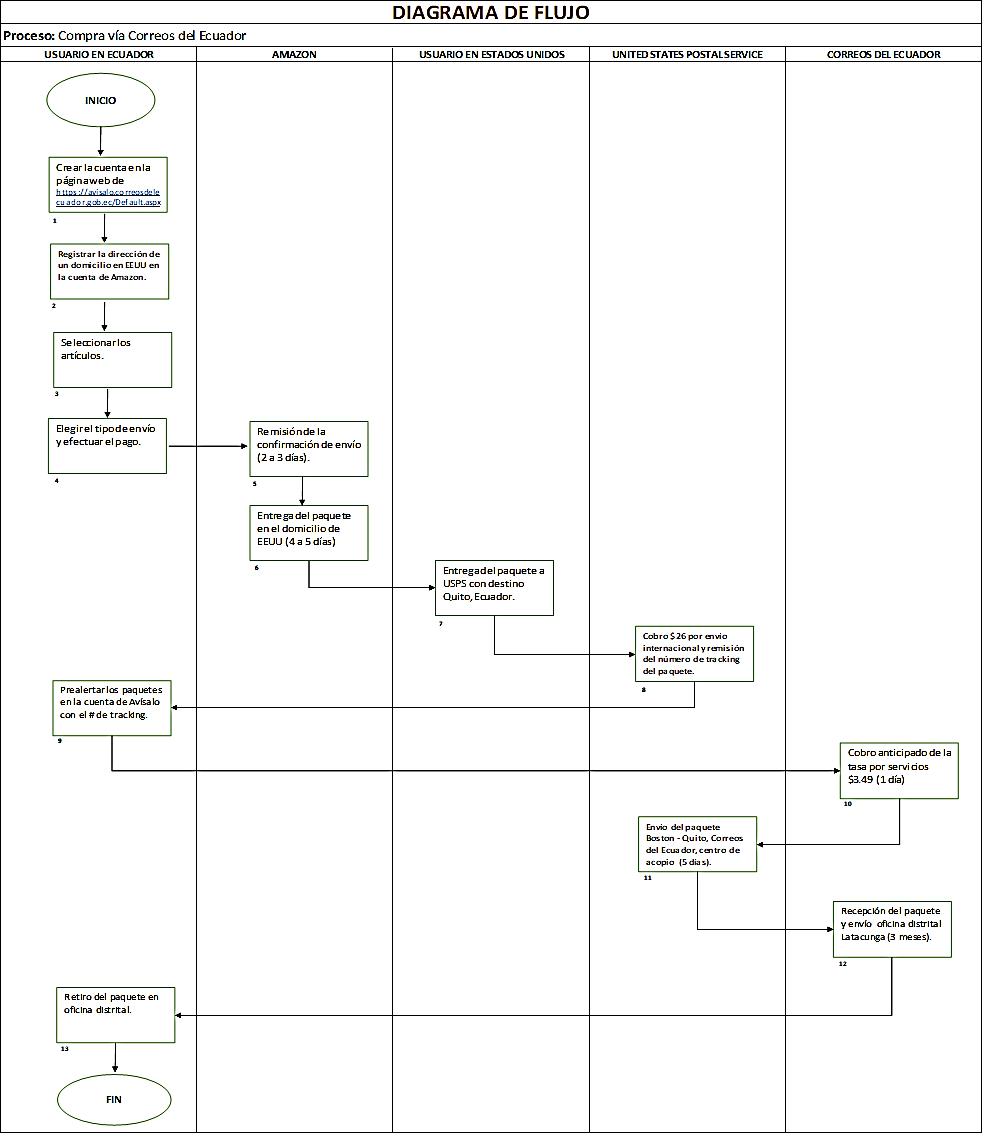 DIAGRAMA DE FLUJO
Proceso: Compra vía Correos del Ecuador
USUARIO EN ECUADOR
AMAZON
USUARIO EN ESTADOS UNIDOS
UNITED STATES POSTAL SERVICE
CORREOS DEL ECUADOR
INICIO
Crear la cuenta en la
página web de
https://avisalo.correosdele
cuador.gob.ec/Default.aspx
1
Registrar la dirección de
un domicilio en EEUU en
la cuenta de Amazon.
2
Seleccionar los
artículos.
3
Elegir el tipo de envío
y efectuar el pago.
4
Remisión de la
confirmación de envío
(2 a 3 días).
5
Entrega del paquete
en el domicilio de
EEUU (4 a 5 días)
6
Entrega del paquete a
USPS con destino
Quito, Ecuador.
7
Cobro $26 por envio
internacional y remisión
del número de tracking
del paquete.
8
Prealertar los paquetes
en la cuenta de Avísalo
con el # de tracking.
9
Cobro anticipado de la
tasa por servicios
$3.49 (1 día)
10
Envio del paquete
Boston - Quito, Correos
del Ecuador, centro de
acopio (5 dias).
11
Recepción del paquete
y envío oficina distrital
Latacunga (3 meses).
12
Retiro del paquete en
oficina distrital.
13
FIN